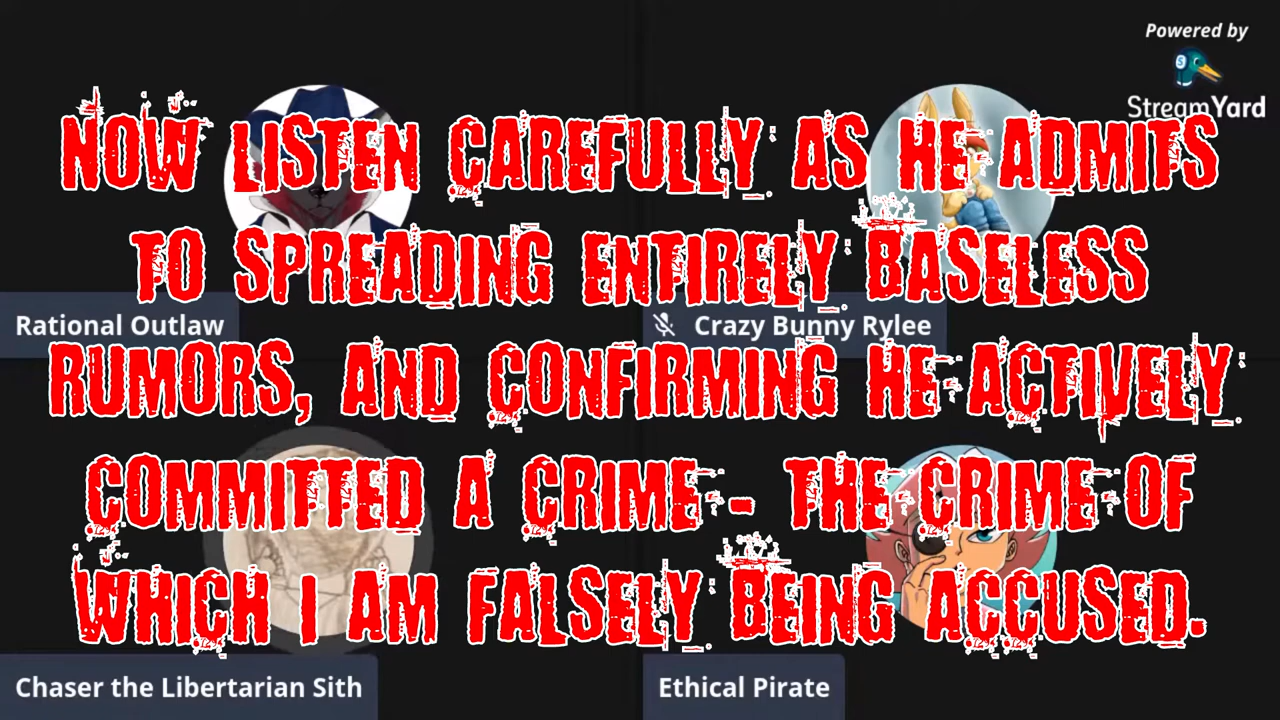 Powered by
StreamYard
NOW LISTEN CAREFULLY AS HE ADMITS
TO SPREADING ENTIRELY BASELESS
Rational Outlaw
Crazy Bunny Rylee
RUMORS, AND CONFIRMING HE ACTIVELY
COMMITTED A CRIME - THE CRIME OF
WHICH I AM FALSELY BEING ACCUSED.
Chaser the Libertarian Sith
Ethical Pirate